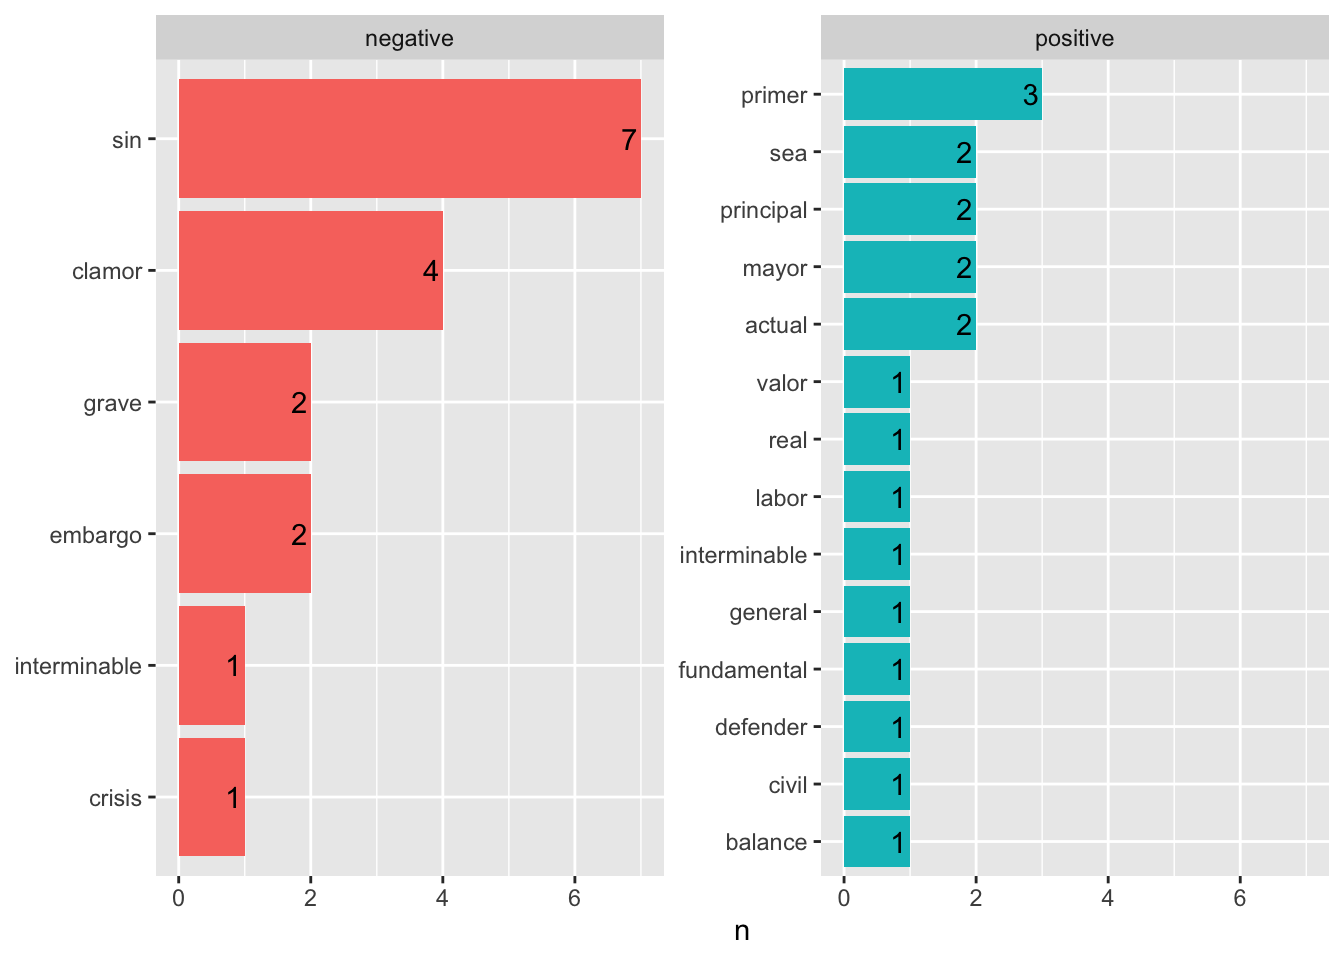 negative
sin
7
clamor
4
grave
2
embargo
2
interminable
1
crisis
1
0 2 4 6
positive
primer
3
sea
2
principal
2
mayor
2
actual
2
valor
1
real
1
labor
1
interminable
1
general
1
fundamental
1
defender
1
civil
1
balance
1
0 2 4 6
n